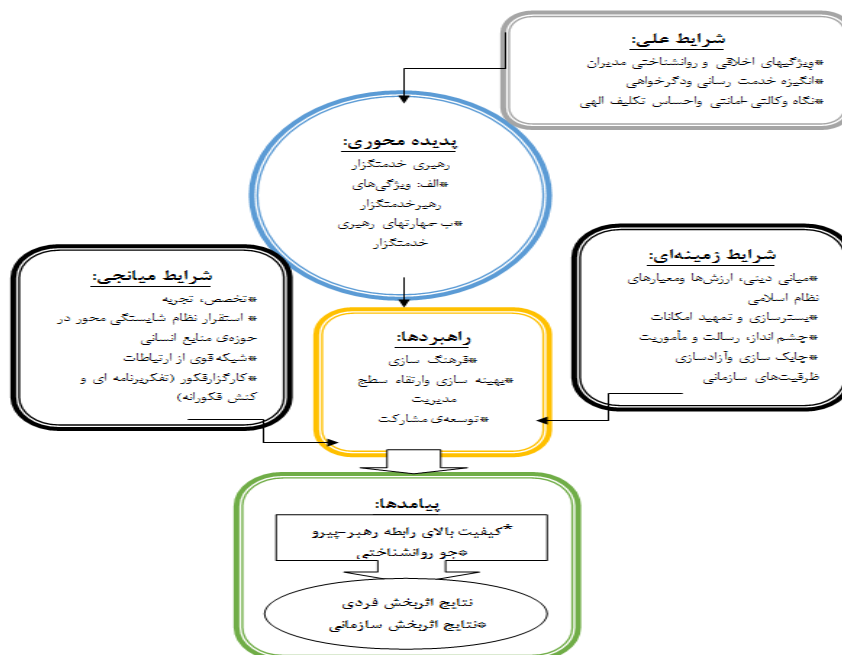 شرایط علی:
*ویژگیهای اخلاقی و روانشناختی مدیران
*انگیزه خدمت رسانی ودگرخواهی
*نگاه وکالتی-امانتی واحساس تکلیف الهی
پدیده محوری:
رهبری خدمتگزار
*الف: ویژگی‌های
رهبرخدمتگزار
*ب-مهارتهای رهبری
خدمتگزار
شرایط زمینه‌ای:
*مبانی دینی، ارزش‌ها ومعیارهای
نظام اسلامی
*بسترسازی و تمهید امکانات
*چشم انداز، رسالت و مأموریت
*چابک سازی وآزادسازی
ظرفیت‌های سازمانی
شرایط میانجی:
*تخصص، تجربه
* استقرار نظام شایستگی محور در
حوزه‌ی منابع انسانی
*شبکه قوی از ارتباطات
*کارگزارفکور (تفکربرنامه ای و
کنش فکورانه)
راهبردها:
*فرهنگ سازی
*بهینه سازی وارتقاء سطح
مدیریت
*توسعه‌ی مشارکت
پیامدها:
*کیفیت بالای رابطه رهبر-پیرو
*جو روانشناختی
نتایج اثربخش فردی
*نتایج اثربخش سازمانی